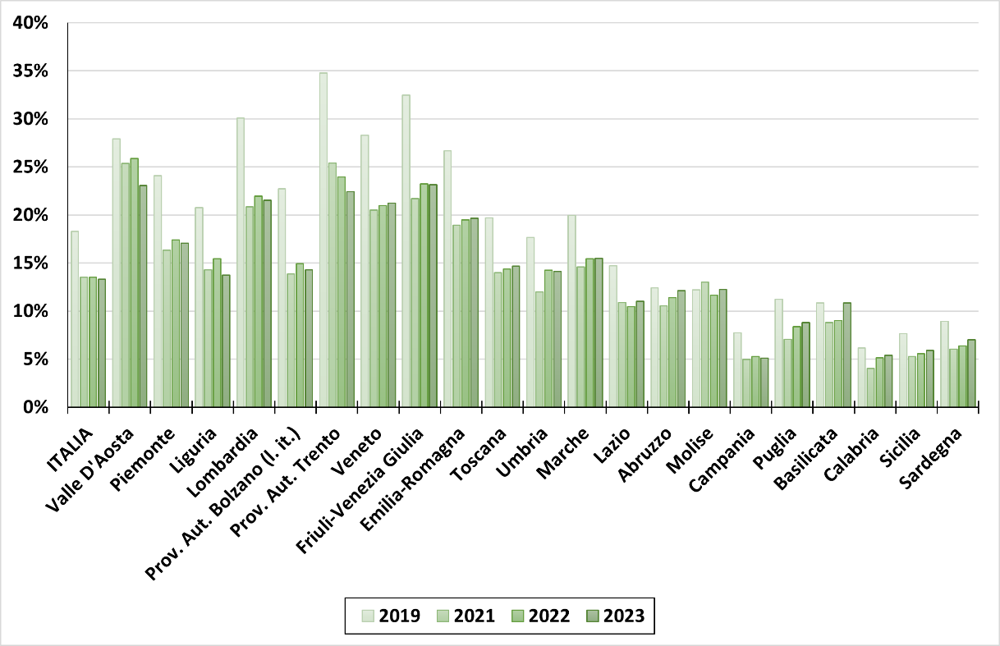 40%
35%
30%
25%
20%
15%
10%
5%
0%
ITALIA
Valle D'Aosta
Piemonte
Liguria
Lombardia
Prov. Aut. Bolzano (l. it.)
Prov. Aut. Trento
Veneto
Friuli-Venezia Giulia
Emilia-Romagna
Toscana
Umbria
Marche
Lazio
Abruzzo
Molise
Campania
Puglia
Basilicata
Calabria
Sicilia
Sardegna
2019 2021 2022 2023